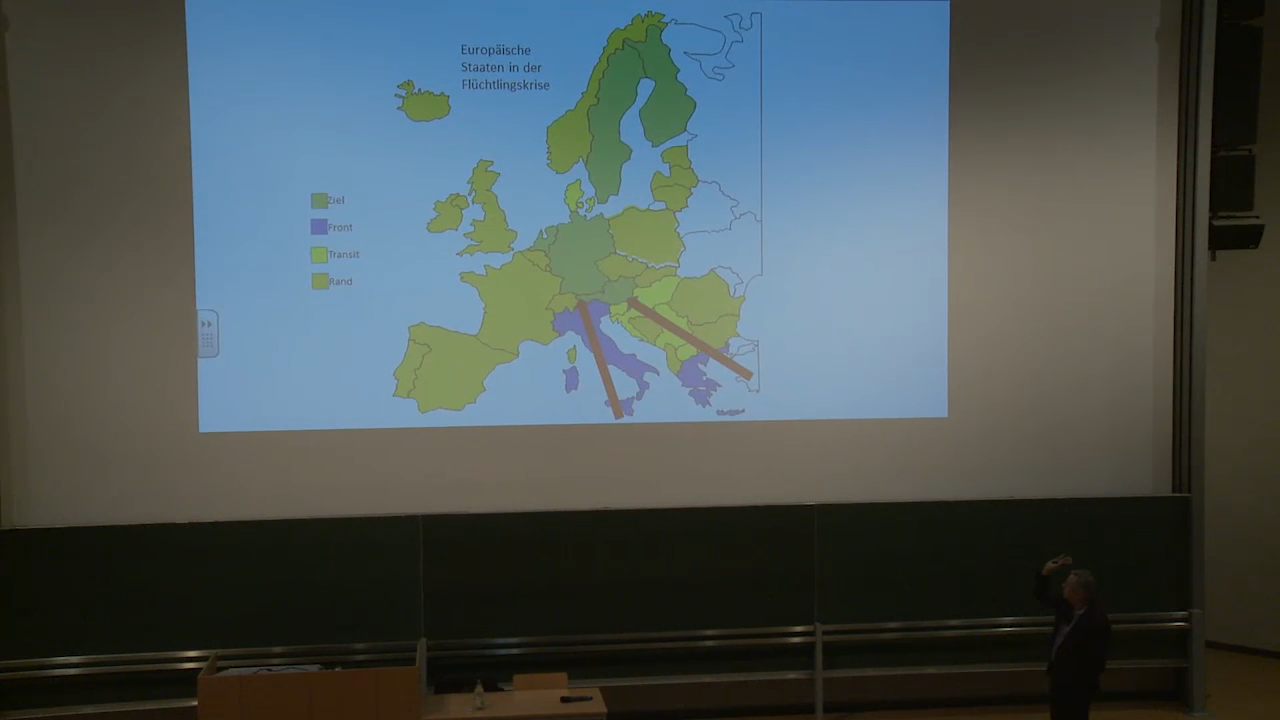 Europäische
Staaten in der
Flüchtlingskrise
Ziel
Front
Transit
Rand